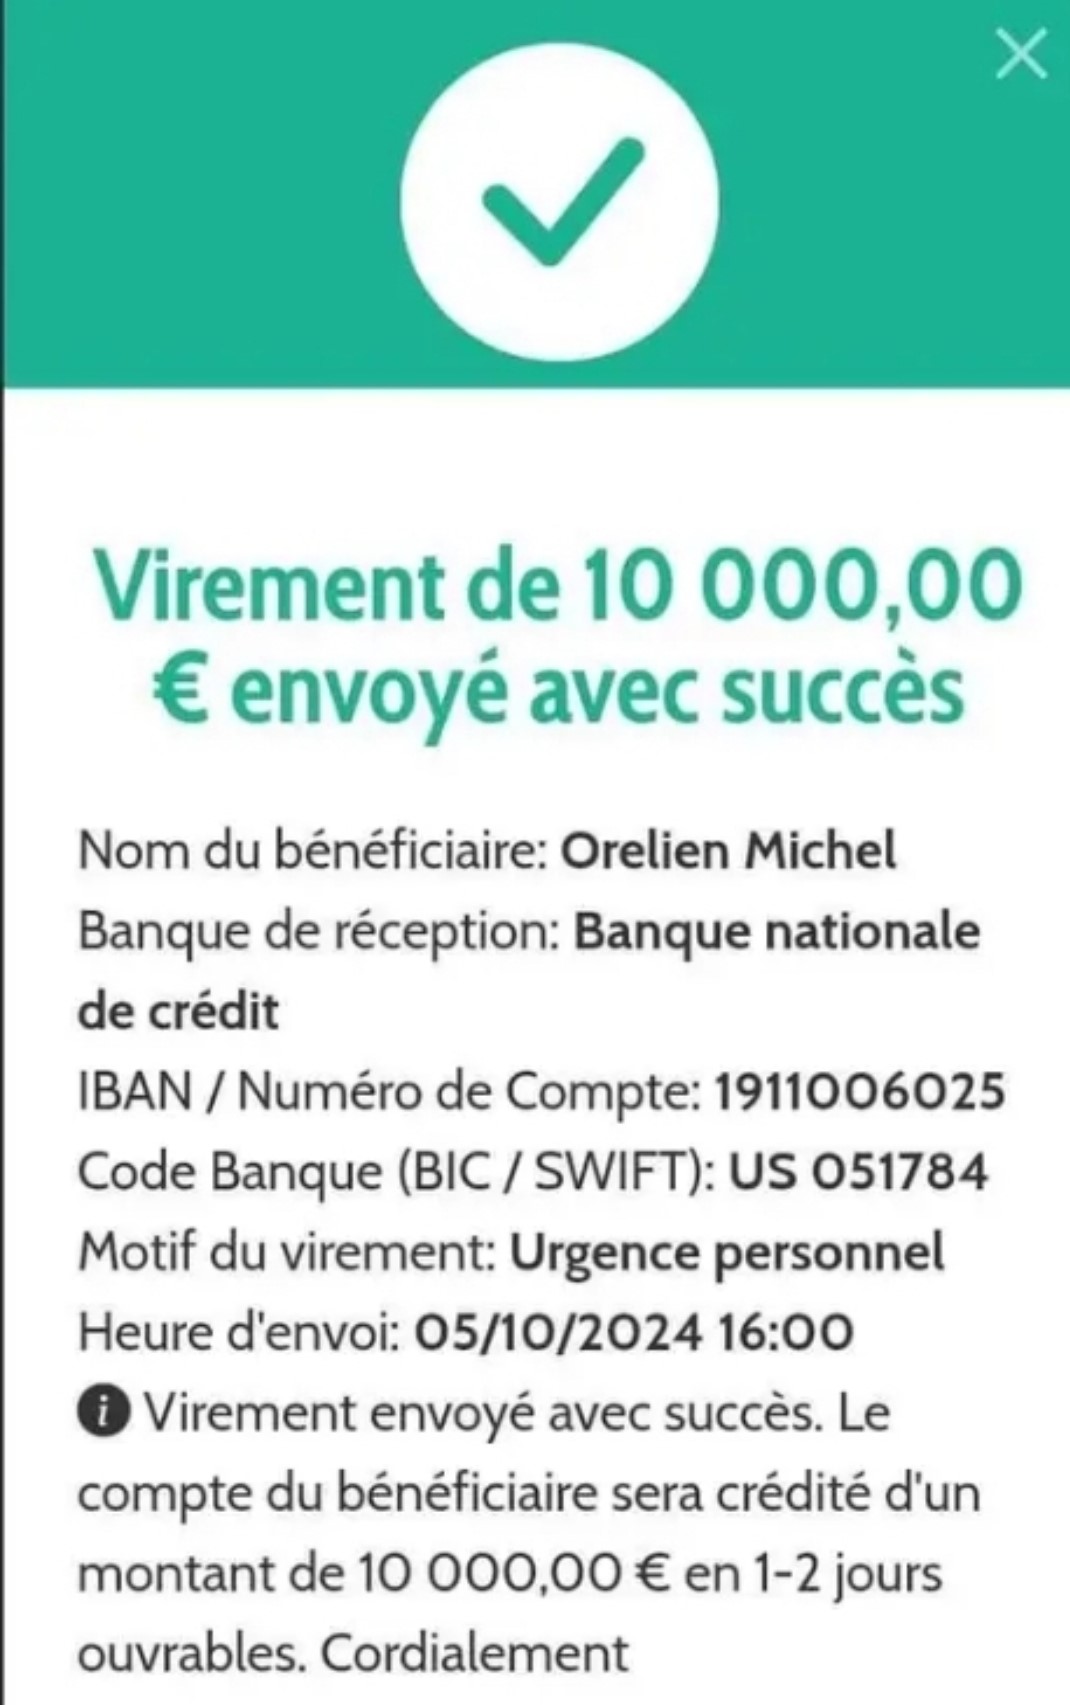 Virement de 10 000,00
€ envoyé avec succès
Nom du bénéficiaire: Orelien Michel
Banque de réception: Banque nationale
de crédit
IBAN / Numéro de Compte: 1911006025
Code Banque (BIC / SWIFT): US 051784
Motif du virement: Urgence personnel
Heure d'envoi: 05/10/2024 16:00
i Virement envoyé avec succès. Le
compte du bénéficiaire sera crédité d'un
montant de 10 000,00 € en 1-2 jours
ouvrables. Cordialement